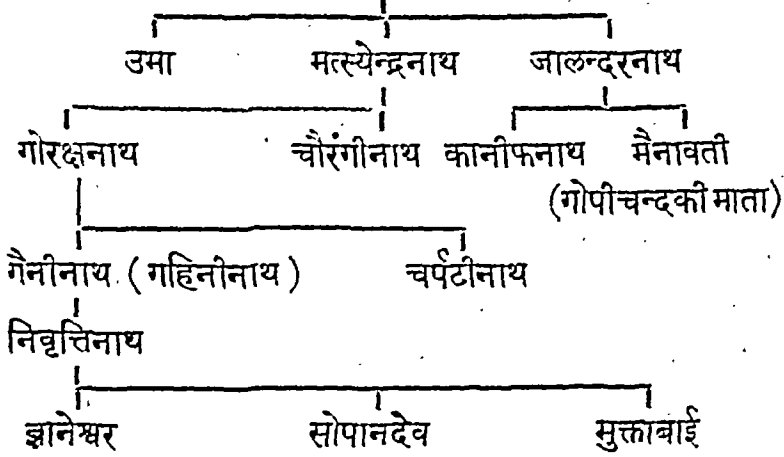 उमा मत्स्येन्द्रनाथ जालन्दरनाथ
गोरक्षनाथ चौरंगीनाथ कानीफनाथ मैनावती
(गोपीचन्दकी माता)
गैनीनाथ (गहिनीनाथ) चर्पटीनाथ
निवृत्तिनाथ
ज्ञानेश्वर सोपानदेव मुक्ताबाई